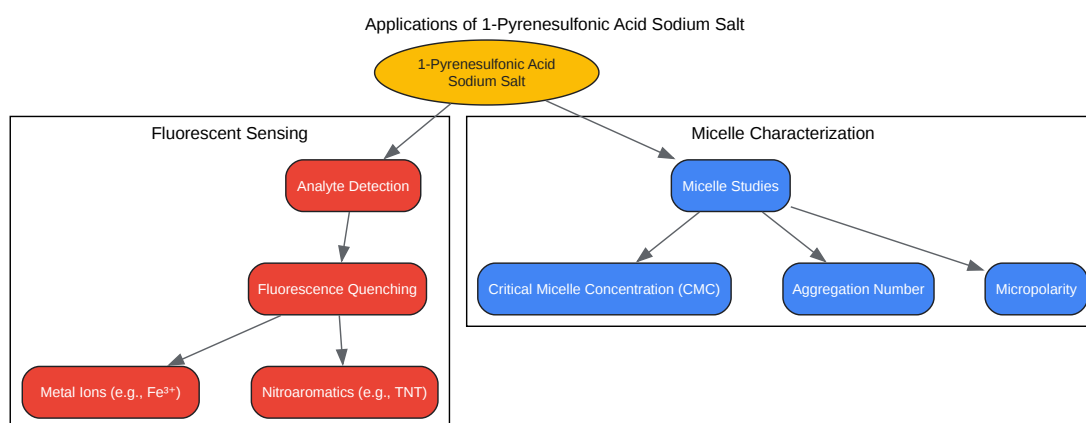 Applications of 1-Pyrenesulfonic Acid Sodium Salt
1-Pyrenesulfonic Acid
Sodium Salt
Fluorescent Sensing
Micelle Characterization
Analyte Detection
Micelle Studies
Fluorescence Quenching
Critical Micelle Concentration (CMC)
Aggregation Number
Micropolarity
Metal Ions (e.g., Fe³⁺)
Nitroaromatics (e.g., TNT)